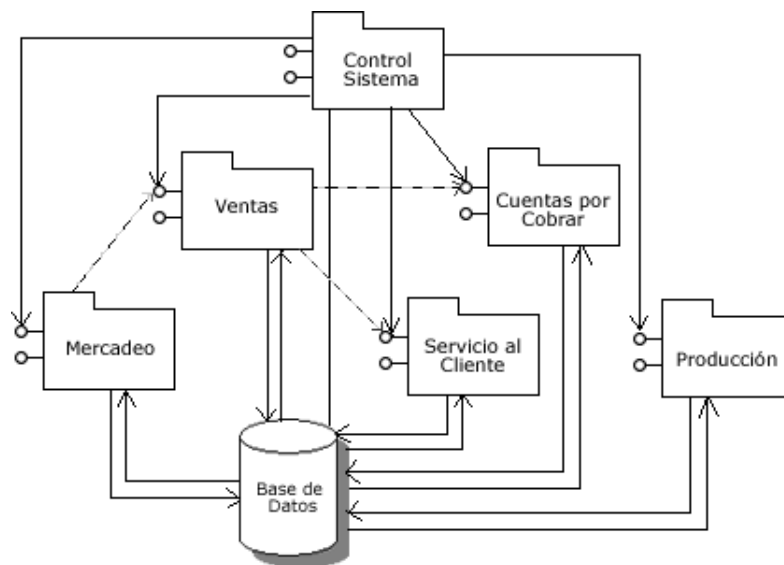 Control
Sistema
Ventas
Cuentas por
Cobrar
Mercadeo
Servicio al
Cliente
Producción
Base de
Datos